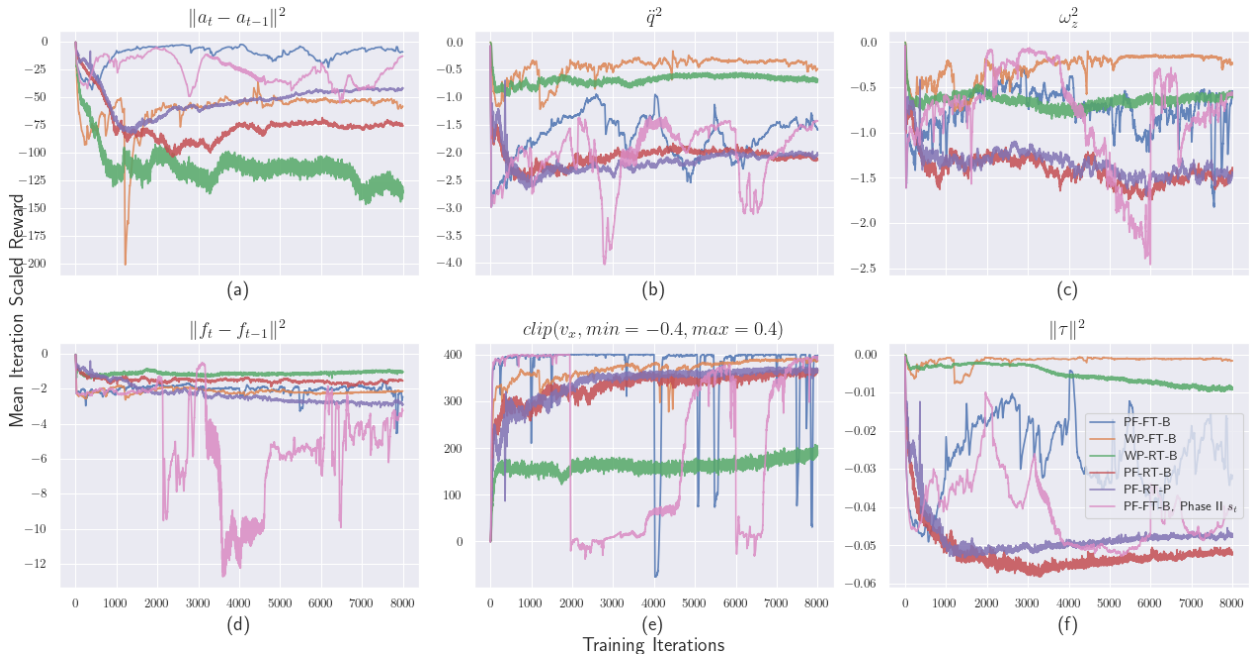 ‖a_t − a_{t−1}‖²
q̈²
ω_z²
0
−25
−50
−75
−100
−125
−150
−175
−200
0.0
−0.5
−1.0
−1.5
−2.0
−2.5
−3.0
−3.5
−4.0
0.0
−0.5
−1.0
−1.5
−2.0
−2.5
(a)
(b)
(c)
Mean Iteration Scaled Reward
‖f_t − f_{t−1}‖²
clip(v_x, min = −0.4, max = 0.4)
‖τ‖²
0
−2
−4
−6
−8
−10
−12
400
300
200
100
0
0.00
−0.01
−0.02
−0.03
−0.04
−0.05
−0.06
PF-FT-B
WP-FT-B
WP-RT-B
PF-RT-B
PF-RT-P
PF-FT-B, Phase II s_t
0 1000 2000 3000 4000 5000 6000 7000 8000
0 1000 2000 3000 4000 5000 6000 7000 8000
0 1000 2000 3000 4000 5000 6000 7000 8000
(d)
(e)
(f)
Training Iterations